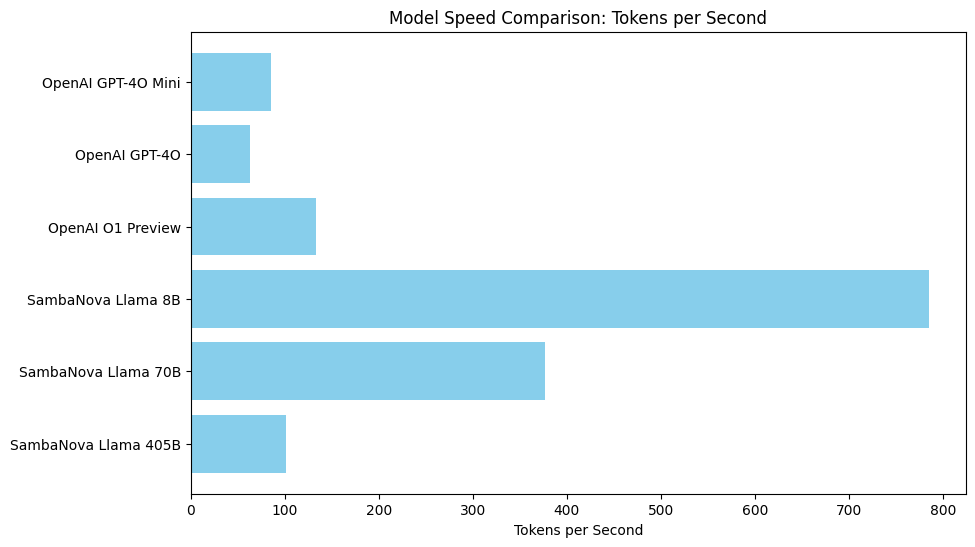 Model Speed Comparison: Tokens per Second
OpenAI GPT-4O Mini
OpenAI GPT-4O
OpenAI O1 Preview
SambaNova Llama 8B
SambaNova Llama 70B
SambaNova Llama 405B
0 100 200 300 400 500 600 700 800
Tokens per Second